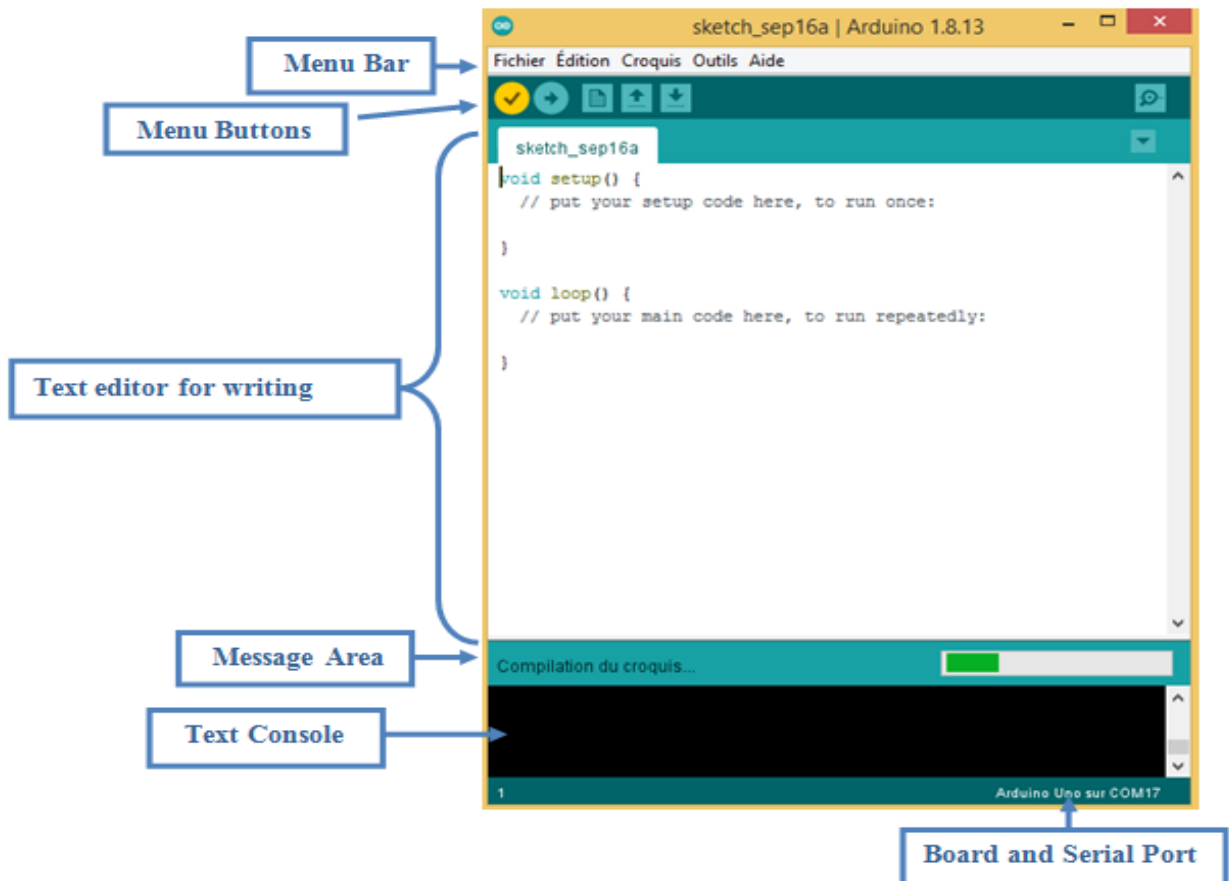 sketch_sep16a | Arduino 1.8.13
Menu Bar
Fichier Édition Croquis Outils Aide
Menu Buttons
sketch_sep16a
void setup() {
// put your setup code here, to run once:
}
void loop() {
// put your main code here, to run repeatedly:
}
Text editor for writing
Message Area
Compilation du croquis...
Text Console
1
Arduino Uno sur COM17
Board and Serial Port